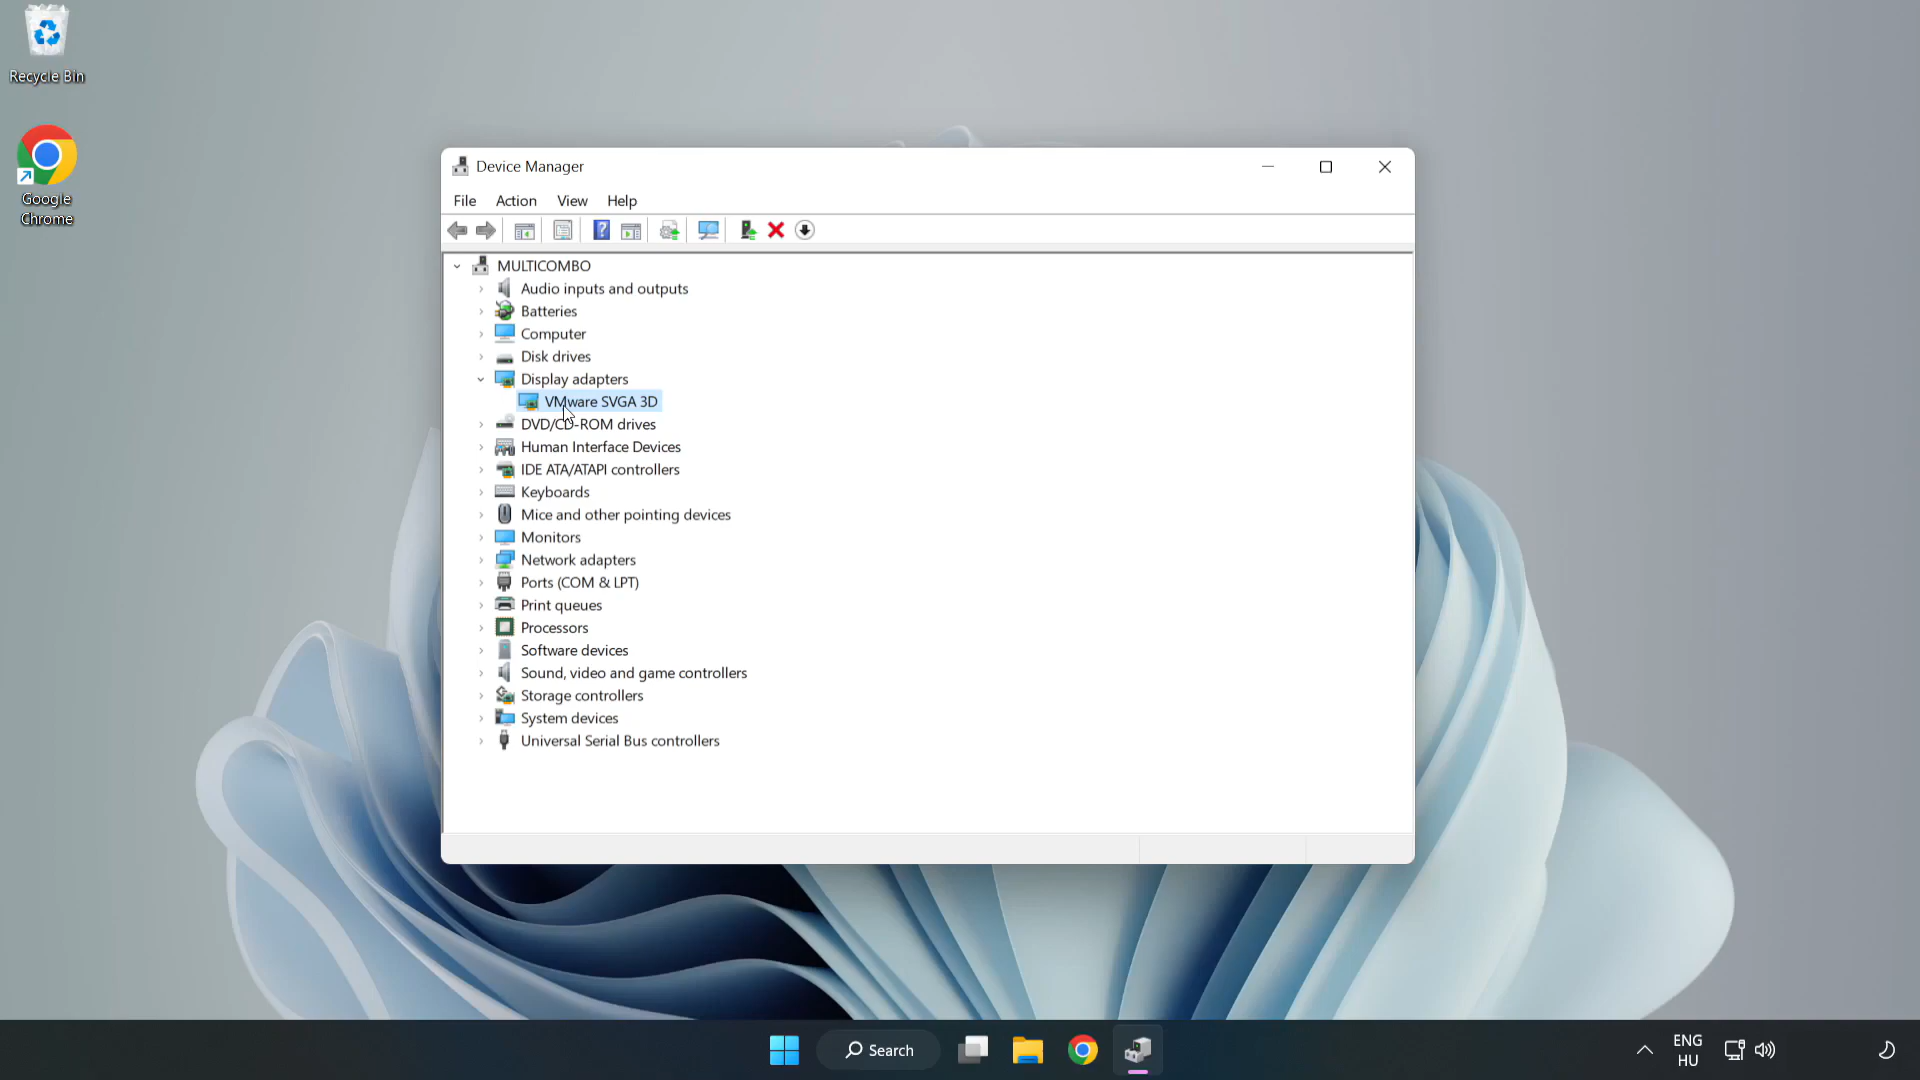 Recycle Bin
Google
Chrome
Device Manager
File Action View Help
MULTICOMBO
Audio inputs and outputs
Batteries
Computer
Disk drives
Display adapters
VMware SVGA 3D
DVD/CD-ROM drives
Human Interface Devices
IDE ATA/ATAPI controllers
Keyboards
Mice and other pointing devices
Monitors
Network adapters
Ports (COM & LPT)
Print queues
Processors
Software devices
Sound, video and game controllers
Storage controllers
System devices
Universal Serial Bus controllers
Search
ENG
HU